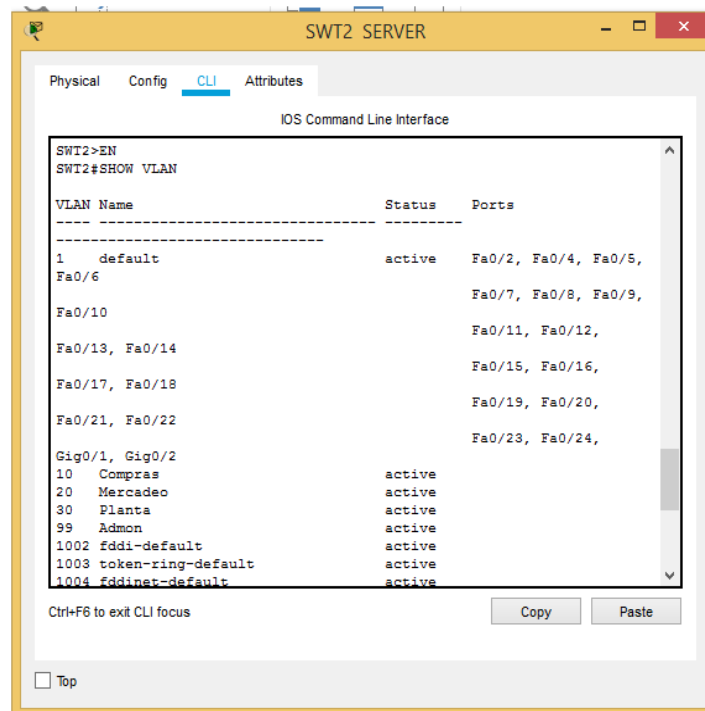 SWT2 SERVER
Physical Config CLI Attributes
IOS Command Line Interface
SWT2>EN
SWT2#SHOW VLAN
VLAN Name Status Ports
---- -------------------------------- ---------
-------------------------------
1 default active Fa0/2, Fa0/4, Fa0/5,
Fa0/6
Fa0/7, Fa0/8, Fa0/9,
Fa0/10
Fa0/11, Fa0/12,
Fa0/13, Fa0/14
Fa0/15, Fa0/16,
Fa0/17, Fa0/18
Fa0/19, Fa0/20,
Fa0/21, Fa0/22
Fa0/23, Fa0/24,
Gig0/1, Gig0/2
10 Compras active
20 Mercadeo active
30 Planta active
99 Admon active
1002 fddi-default active
1003 token-ring-default active
1004 fddinet-default active
Ctrl+F6 to exit CLI focus Copy Paste
Top